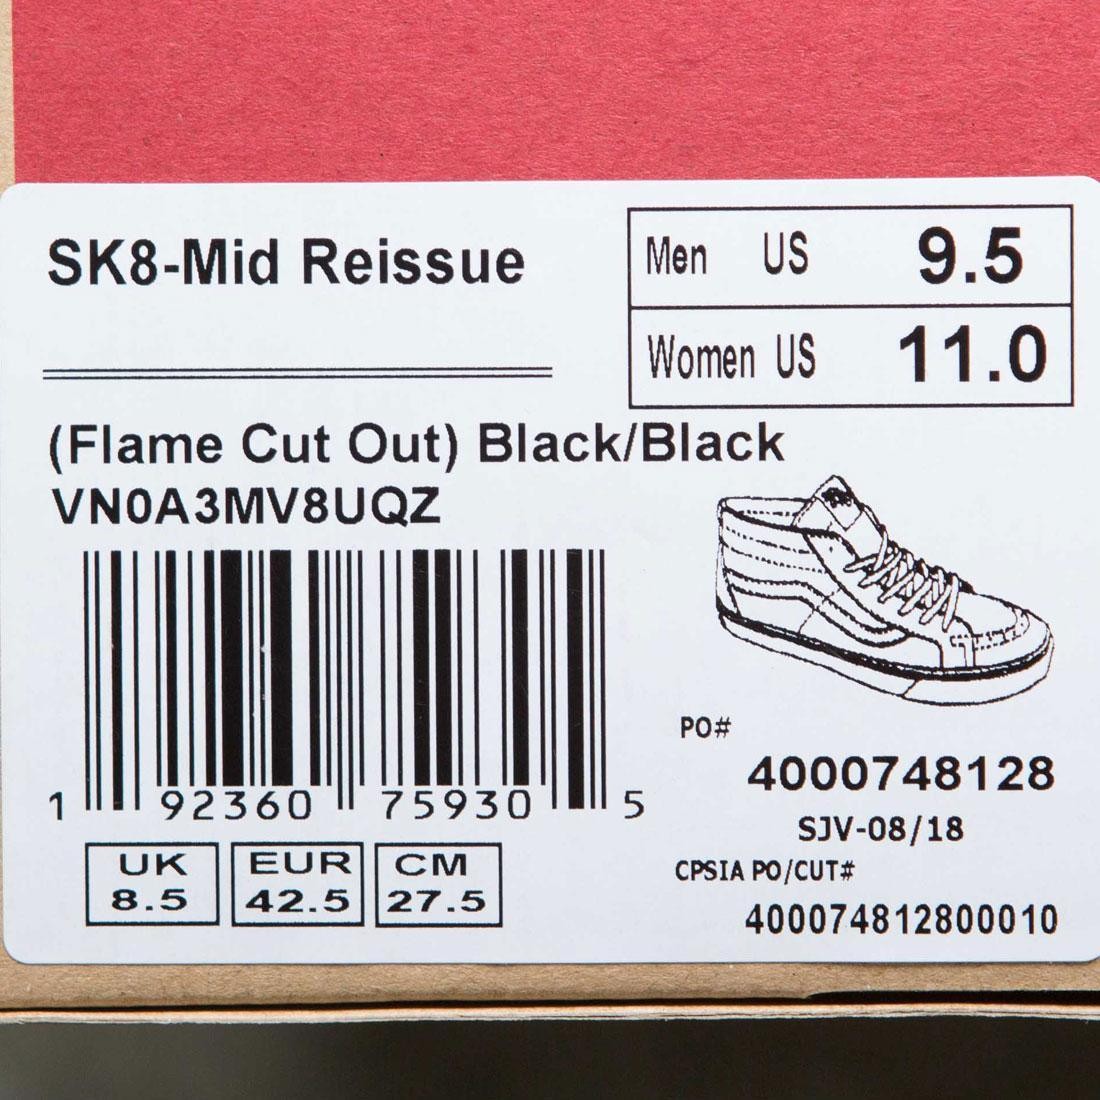 SK8-Mid Reissue
Men US 9.5
Women US 11.0
(Flame Cut Out) Black/Black
VN0A3MV8UQZ
1 92360 75930 5
PO#
4000748128
SJV-08/18
CPSIA PO/CUT#
400074812800010
UK
8.5
EUR
42.5
CM
27.5